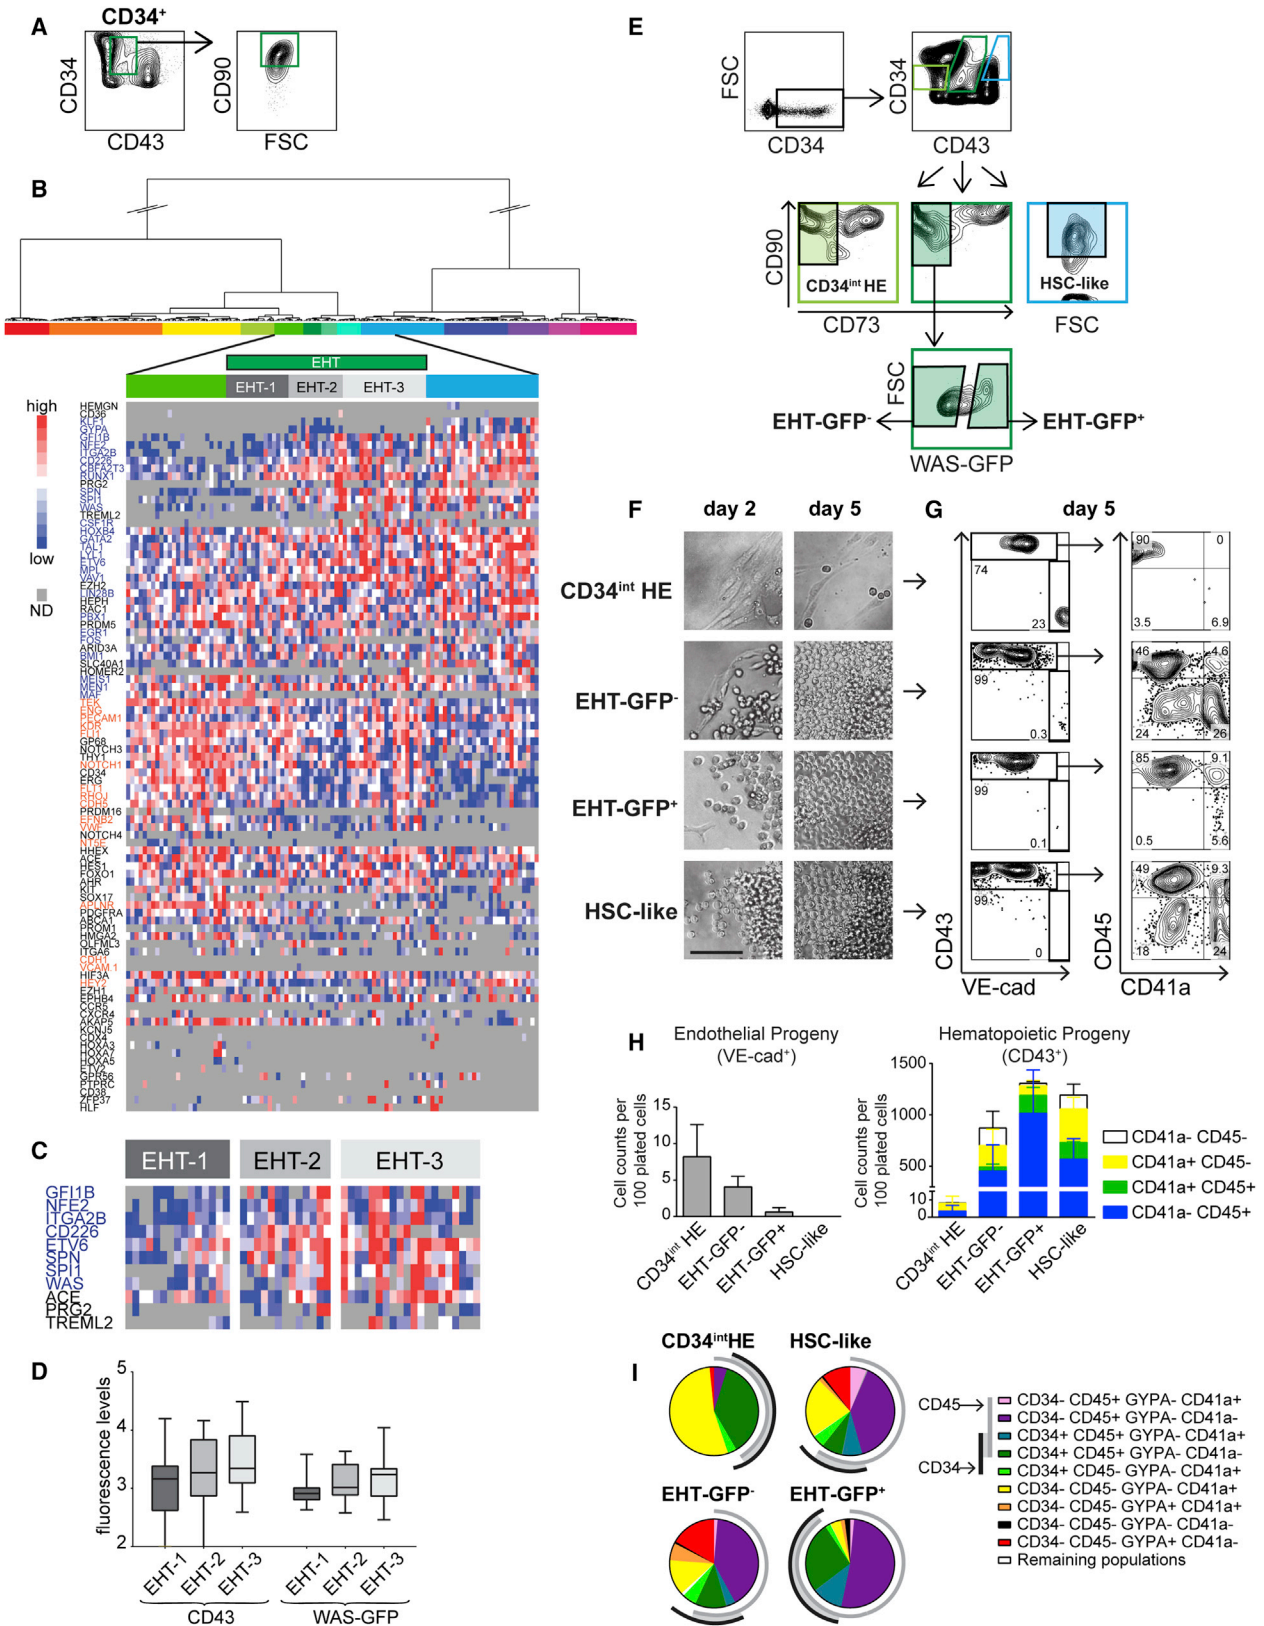 A
CD34+
CD34
CD43
CD90
FSC
B
EHT
EHT-1
EHT-2
EHT-3
high
low
ND
HEMGN
CD36
KLF1
GYPA
GFI1B
NFE2
ITGA2B
CD226
CBFA2T3
RUNX1
PRG2
SPN
SPI1
WAS
TREML2
CSF1R
HOXB4
GATA2
TAL1
LYL1
ETV6
MPL
VAV1
EZH2
LIN28B
HEPH
RAC1
PBX1
PRDM5
EGR1
FOS
ARID3A
BMI1
SLC40A1
HOMER2
MEIS1
MEN1
MAF
TEK
ENG
PECAM1
KDR
FLI1
GP68
NOTCH3
THY1
NOTCH1
CD34
ERG
FLT1
RHOJ
CDH5
PRDM16
EFNB2
VWF
NOTCH4
NT5E
HHEX
ACE
HES1
FOXO1
AHR
KIT
SOX17
APLNR
PDGFRA
ABCA1
PROM1
HMGA2
OLFML3
ITGA6
CDH1
VCAM.1
HIF3A
HEY2
EZH1
EPHB4
CCR5
CXCR4
AKAP5
KCNJ5
CDX4
HOXA3
HOXA7
HOXA5
ETV2
GPR56
PTPRC
CD38
ZFP37
HLF
C
EHT-1
EHT-2
EHT-3
GFI1B
NFE2
ITGA2B
CD226
ETV6
SPN
SPI1
WAS
ACE
PRG2
TREML2
D
fluorescence levels
5
4
3
2
EHT-1
EHT-2
EHT-3
EHT-1
EHT-2
EHT-3
CD43
WAS-GFP
E
FSC
CD34
CD34
CD43
CD90
CD34int HE
HSC-like
CD73
FSC
FSC
EHT-GFP-
EHT-GFP+
WAS-GFP
F
day 2
day 5
CD34int HE
EHT-GFP-
EHT-GFP+
HSC-like
G
day 5
74
23
90
0
3.5
6.9
99
0.3
46
4.6
24
26
99
0.1
85
9.1
0.5
5.6
99
0
49
9.3
18
24
CD43
VE-cad
CD45
CD41a
H
Endothelial Progeny
(VE-cad+)
Cell counts per
100 plated cells
15
10
5
0
CD34int HE
EHT-GFP-
EHT-GFP+
HSC-like
Hematopoietic Progeny
(CD43+)
Cell counts per
100 plated cells
1500
1000
500
10
0
CD34int HE
EHT-GFP-
EHT-GFP+
HSC-like
CD41a- CD45-
CD41a+ CD45-
CD41a+ CD45+
CD41a- CD45+
I
CD34intHE
HSC-like
EHT-GFP-
EHT-GFP+
CD45
CD34
CD34- CD45+ GYPA- CD41a+
CD34- CD45+ GYPA- CD41a-
CD34+ CD45+ GYPA- CD41a+
CD34+ CD45+ GYPA- CD41a-
CD34+ CD45- GYPA- CD41a+
CD34- CD45- GYPA- CD41a+
CD34- CD45- GYPA+ CD41a+
CD34- CD45- GYPA- CD41a-
CD34- CD45- GYPA+ CD41a-
Remaining populations